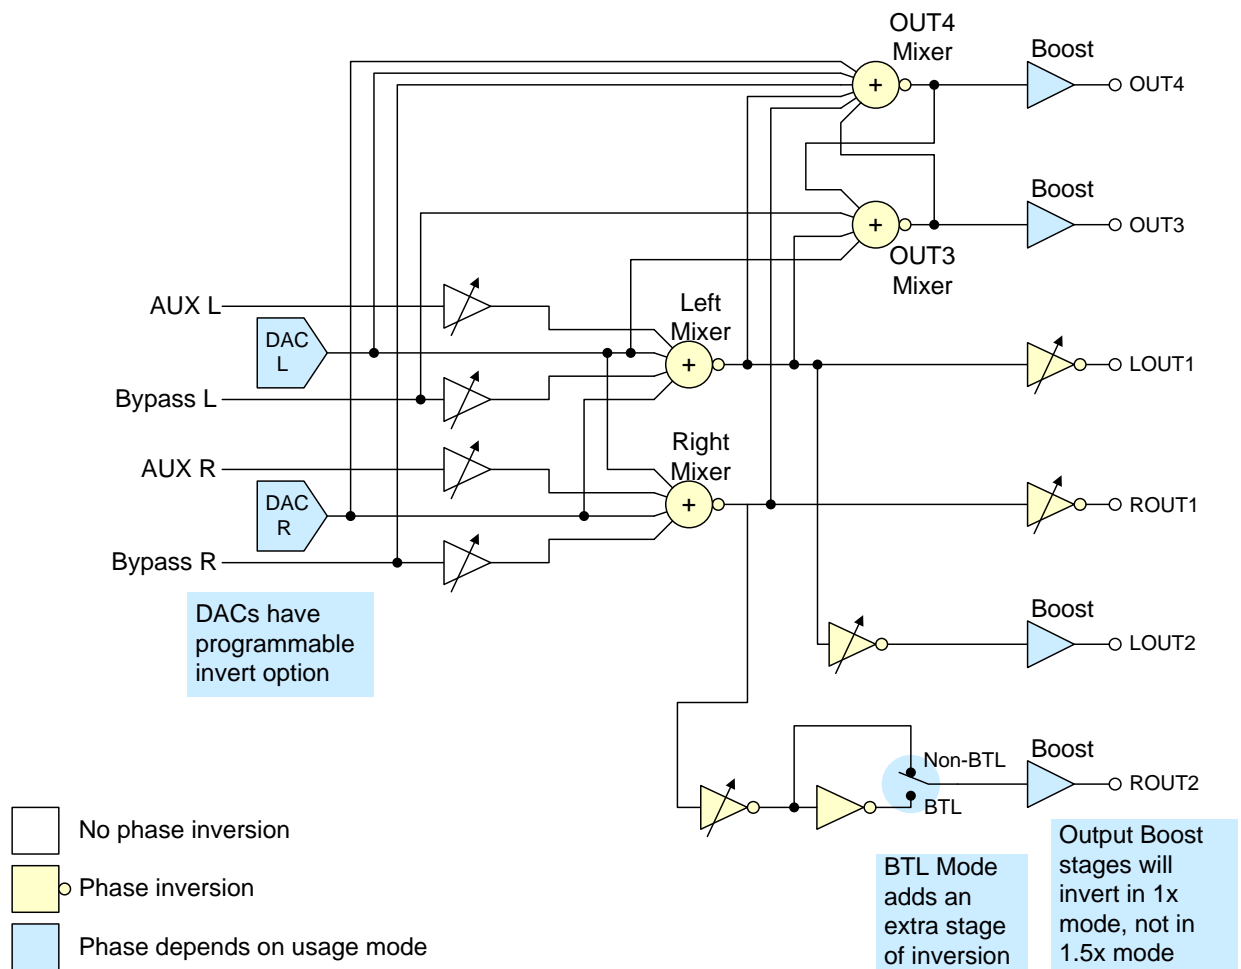 OUT4
Mixer
Boost
+
OUT4
Boost
+
OUT3
OUT3
Mixer
AUX L
Left
Mixer
DAC
L
+
LOUT1
Bypass L
Right
Mixer
AUX R
DAC
R
+
ROUT1
Bypass R
DACs have
programmable
invert option
Boost
LOUT2
Boost
Non-BTL
ROUT2
BTL
No phase inversion
Phase inversion
Phase depends on usage mode
BTL Mode
adds an
extra stage
of inversion
Output Boost
stages will
invert in 1x
mode, not in
1.5x mode